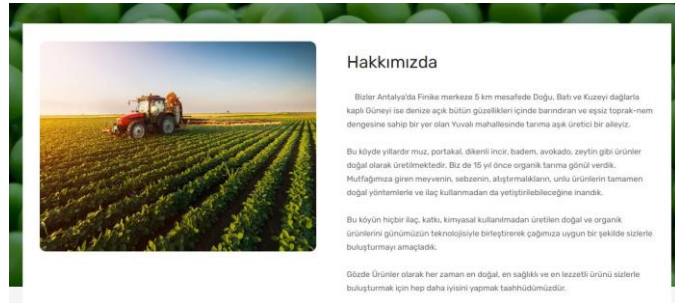 Hakkımızda
Bizler Antalya'da Finike merkeze 5 km mesafede Doğu, Batı ve Kuzeyi dağlarla
kaplı Güneyi ise denize açık bütün güzellikleri içinde barındıran ve eşsiz toprak-nem
dengesine sahip bir yer olan Yuvalı mahallesinde tarıma aşık üretici bir aileyiz.
Bu köyde yıllardır muz, portakal, dikenli incir, badem, avokado, zeytin gibi ürünler
doğal olarak üretilmektedir. Biz de 15 yıl önce organik tarıma gönül verdik.
Mutfağımıza giren meyvenin, sebzenin, atıştırmalıkların, unlu ürünlerin tamamen
doğal yöntemlerle ve ilaç kullanmadan da yetiştirilebileceğine inandık.
Bu köyün hiçbir ilaç, katkı, kimyasal kullanılmadan üretilen doğal ve organik
ürünlerini günümüzün teknolojisiyle birleştirerek çağımıza uygun bir şekilde sizlerle
buluşturmayı amaçladık.
Gözde Ürünler olarak her zaman en doğal, en sağlıklı ve en lezzetli ürünü sizlerle
buluşturmak için hep daha iyisini yapmak taahhüdümüzdür.